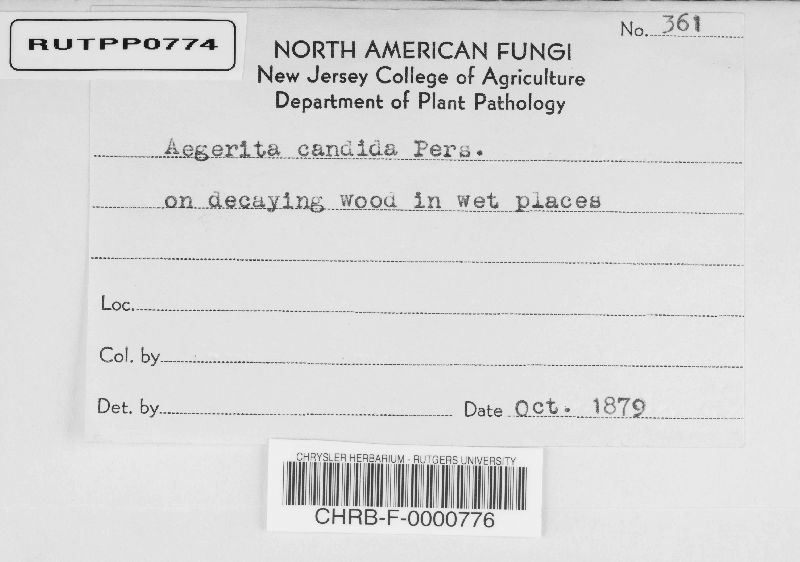 RUTPP0774
No. 361
NORTH AMERICAN FUNGI
New Jersey College of Agriculture
Department of Plant Pathology
Aegerita candida Pers.
on decaying wood in wet places
Loc.
Col. by
Det. by Date Oct. 1879
CHRYSLER HERBARIUM - RUTGERS UNIVERSITY
CHRB-F-0000776